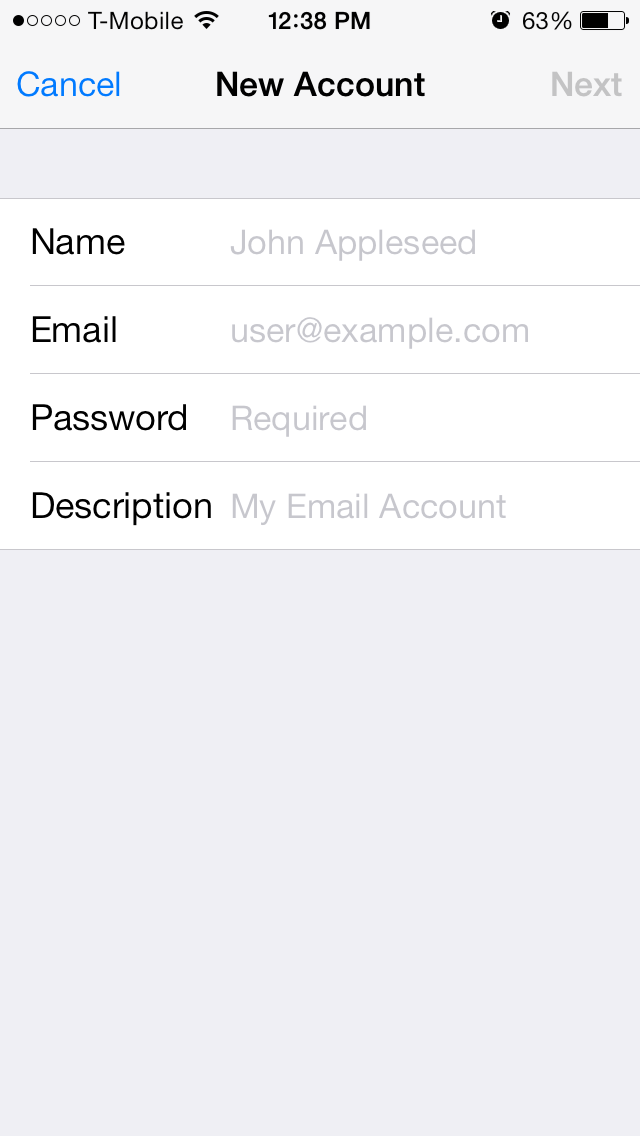 T-Mobile 12:38 PM 63%
Cancel New Account Next
Name John Appleseed
Email user@example.com
Password Required
Description My Email Account